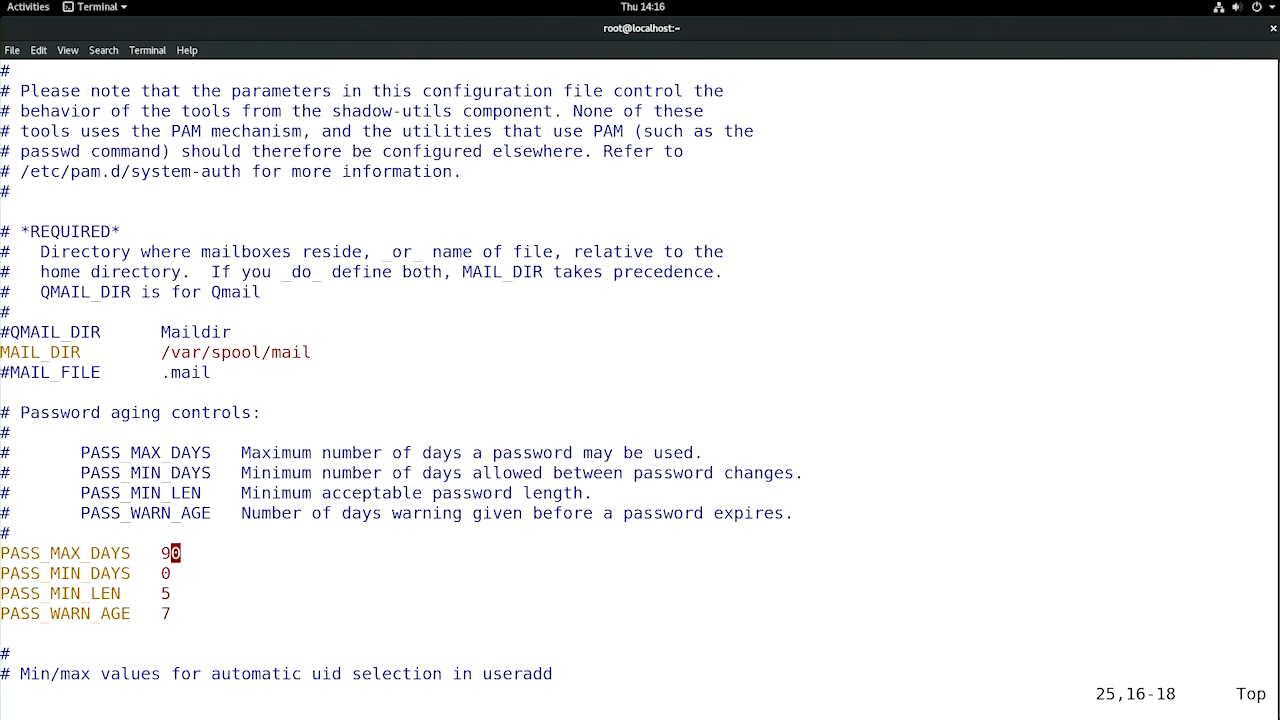 Activities Terminal Thu 14:16
root@localhost:~
File Edit View Search Terminal Help
#
# Please note that the parameters in this configuration file control the
# behavior of the tools from the shadow-utils component. None of these
# tools uses the PAM mechanism, and the utilities that use PAM (such as the
# passwd command) should therefore be configured elsewhere. Refer to
# /etc/pam.d/system-auth for more information.
#
# *REQUIRED*
#   Directory where mailboxes reside, _or_ name of file, relative to the
#   home directory.  If you _do_ define both, MAIL_DIR takes precedence.
#   QMAIL_DIR is for Qmail
#
#QMAIL_DIR      Maildir
MAIL_DIR        /var/spool/mail
#MAIL_FILE      .mail
# Password aging controls:
#
#       PASS_MAX_DAYS   Maximum number of days a password may be used.
#       PASS_MIN_DAYS   Minimum number of days allowed between password changes.
#       PASS_MIN_LEN    Minimum acceptable password length.
#       PASS_WARN_AGE   Number of days warning given before a password expires.
#
PASS_MAX_DAYS   90
PASS_MIN_DAYS   0
PASS_MIN_LEN    5
PASS_WARN_AGE   7
#
# Min/max values for automatic uid selection in useradd
25,16-18      Top